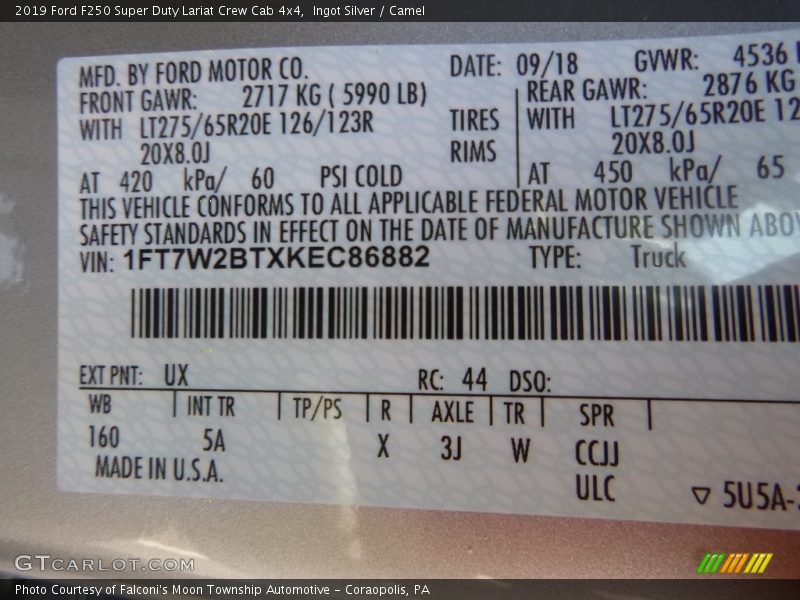 2019 Ford F250 Super Duty Lariat Crew Cab 4x4, Ingot Silver / Camel
MFD. BY FORD MOTOR CO. DATE: 09/18 GVWR: 4536
FRONT GAWR: 2717 KG ( 5990 LB) REAR GAWR: 2876 KG
WITH LT275/65R20E 126/123R TIRES WITH LT275/65R20E
20X8.0J RIMS 20X8.0J
AT 420 kPa/ 60 PSI COLD AT 450 kPa/ 65
THIS VEHICLE CONFORMS TO ALL APPLICABLE FEDERAL MOTOR VEHICLE
SAFETY STANDARDS IN EFFECT ON THE DATE OF MANUFACTURE SHOWN
VIN: 1FT7W2BTXKEC86882 TYPE: Truck
EXT PNT: UX RC: 44 DSO:
WB INT TR TP/PS R AXLE TR SPR
160 5A X 3J W CCJJ
MADE IN U.S.A. ULC ▽ 5U5A-
GTCARLOT.COM
Photo Courtesy of Falconi's Moon Township Automotive - Coraopolis, PA